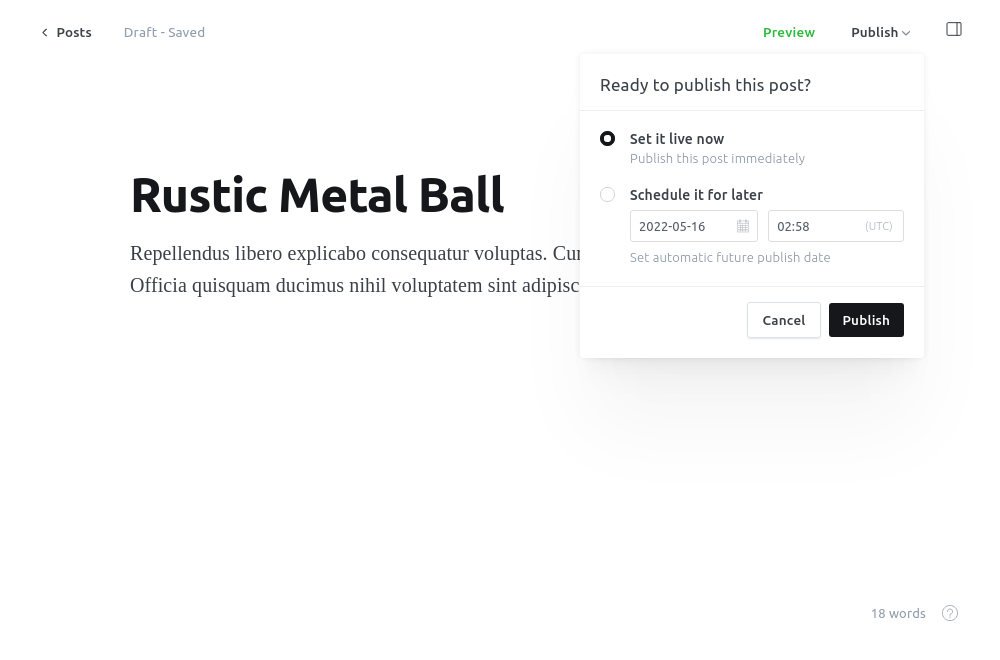 Posts
Draft - Saved
Preview
Publish
Ready to publish this post?
Set it live now
Publish this post immediately
Schedule it for later
2022-05-16
02:58
(UTC)
Set automatic future publish date
Cancel
Publish
Rustic Metal Ball
Repellendus libero explicabo consequatur voluptas.
Officia quisquam ducimus nihil voluptatem sint
18 words